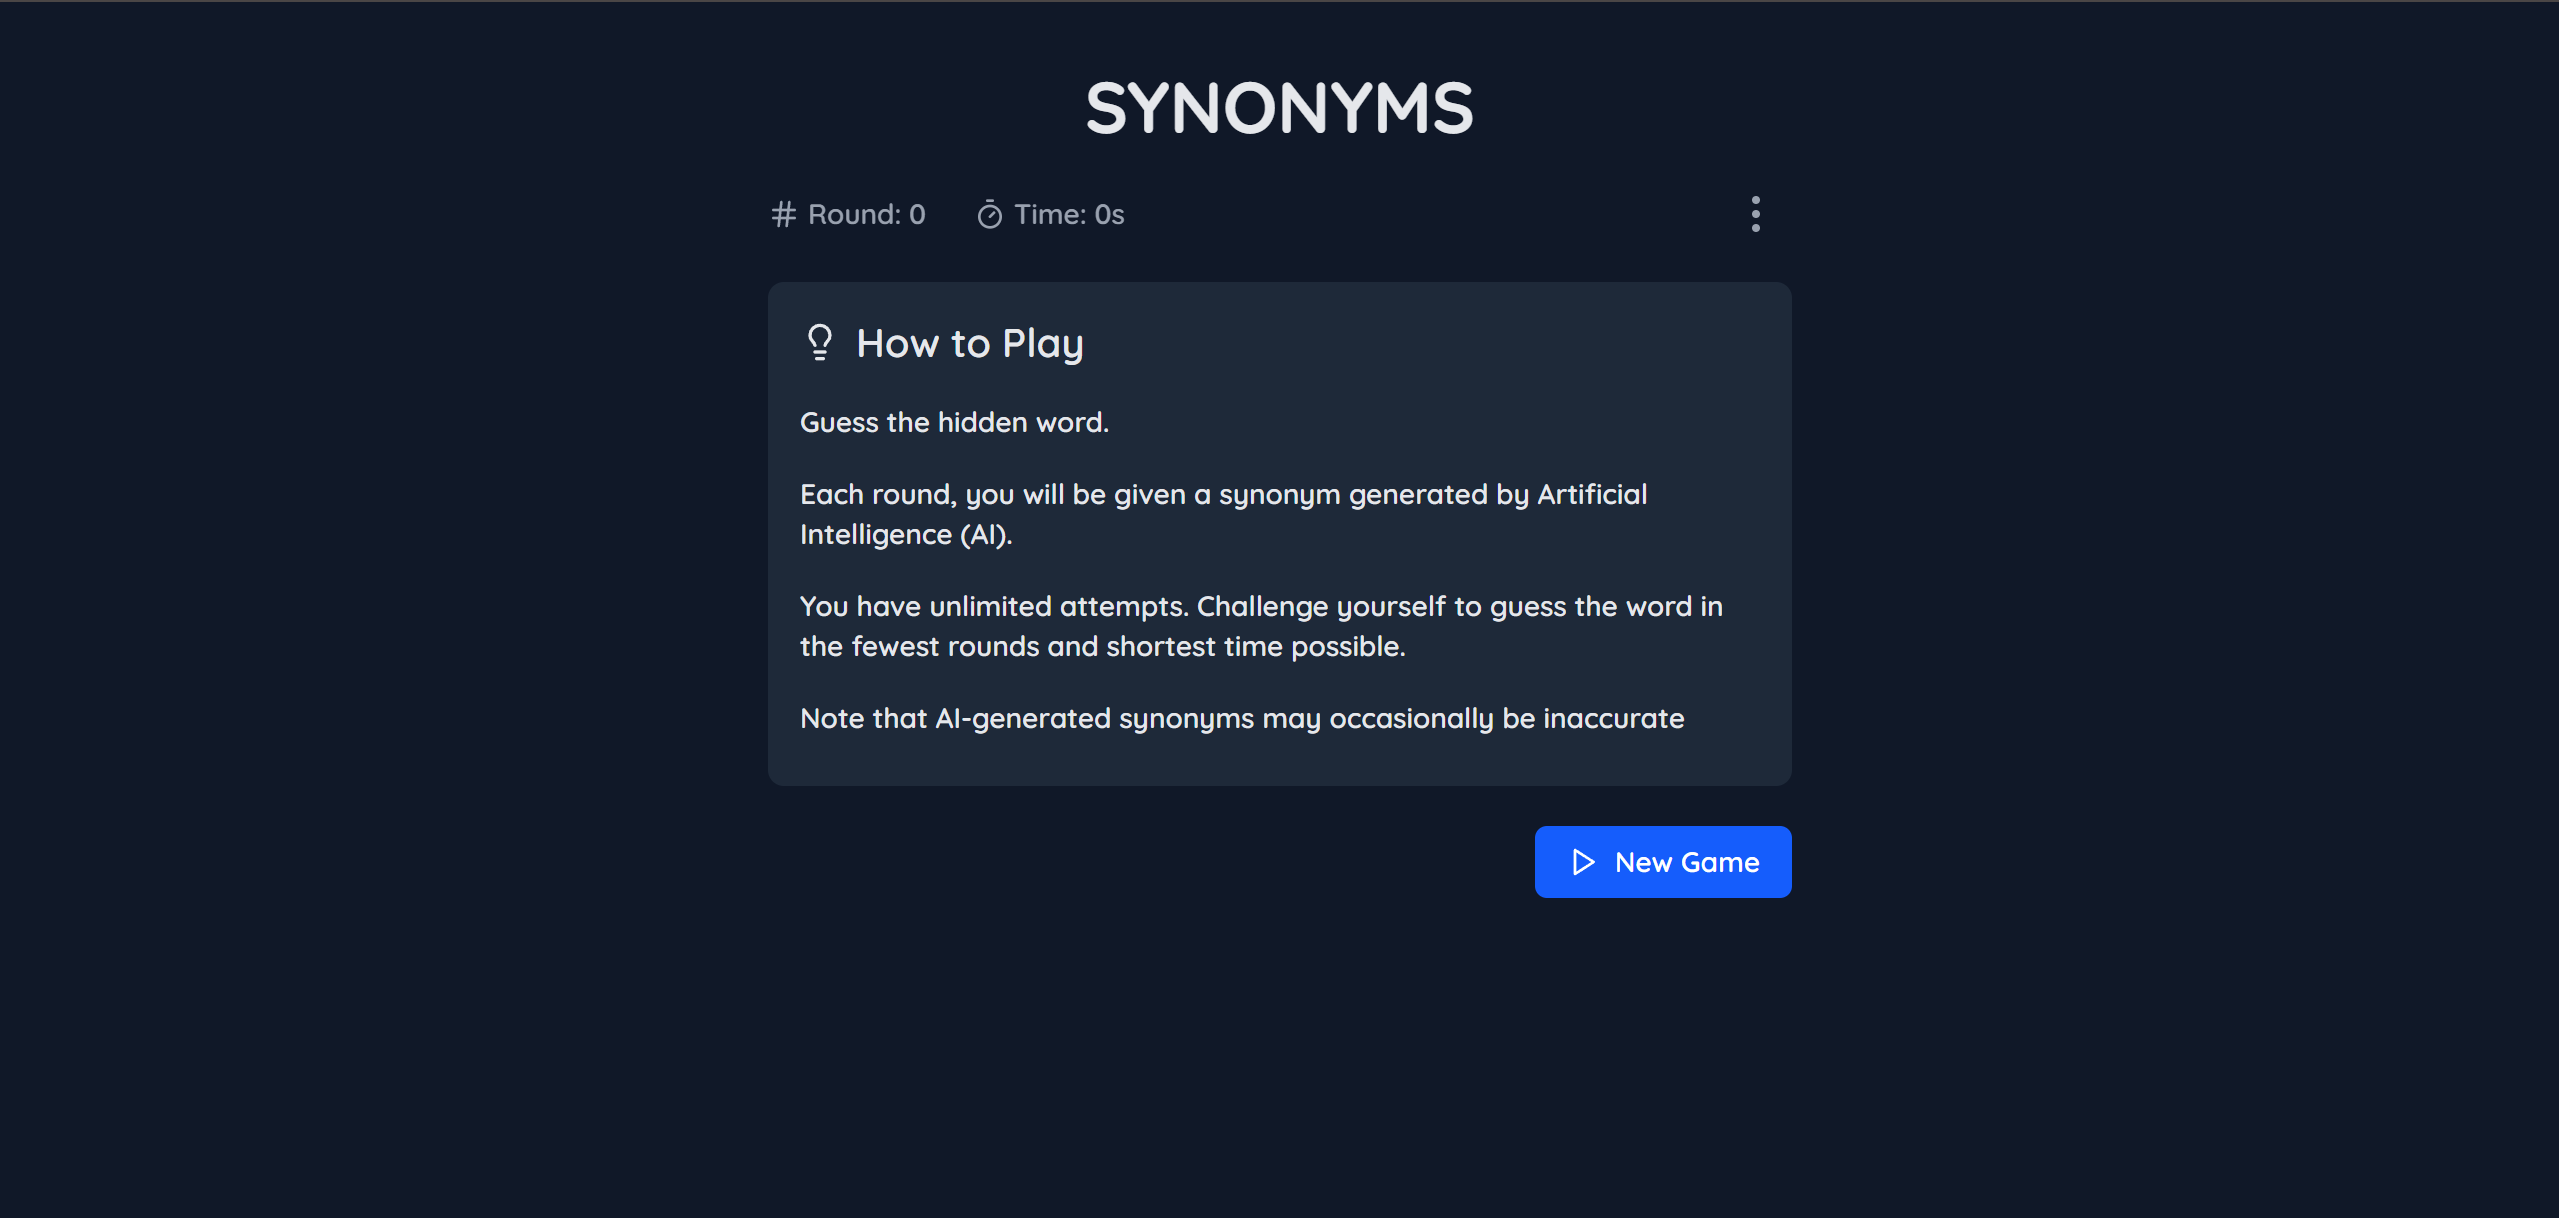 SYNONYMS
# Round: 0 Time: 0s
How to Play
Guess the hidden word.
Each round, you will be given a synonym generated by Artificial
Intelligence (AI).
You have unlimited attempts. Challenge yourself to guess the word in
the fewest rounds and shortest time possible.
Note that AI-generated synonyms may occasionally be inaccurate
New Game